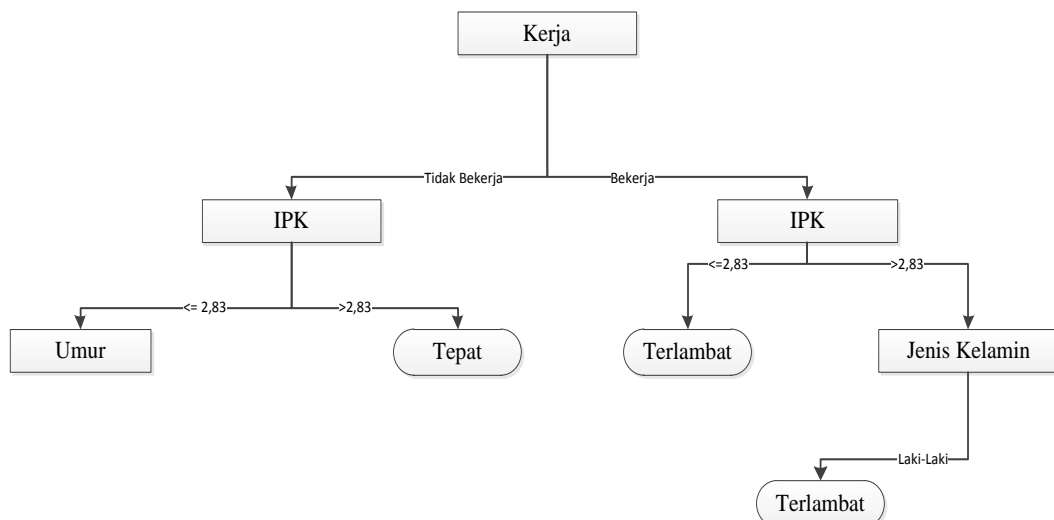 Kerja
Tidak Bekerja
Bekerja
IPK
IPK
<=2,83
>2,83
<= 2,83
>2,83
Umur
Tepat
Terlambat
Jenis Kelamin
Laki-Laki
Terlambat